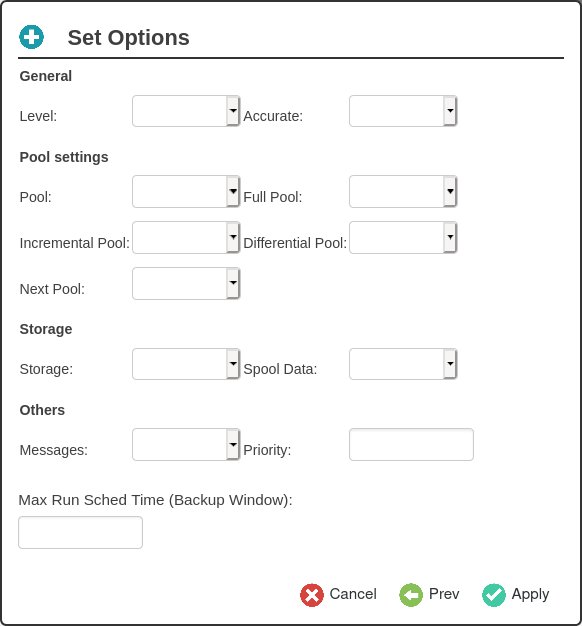 Set Options
General
Level: Accurate:
Pool settings
Pool: Full Pool:
Incremental Pool: Differential Pool:
Next Pool:
Storage
Storage: Spool Data:
Others
Messages: Priority:
Max Run Sched Time (Backup Window):
Cancel Prev Apply